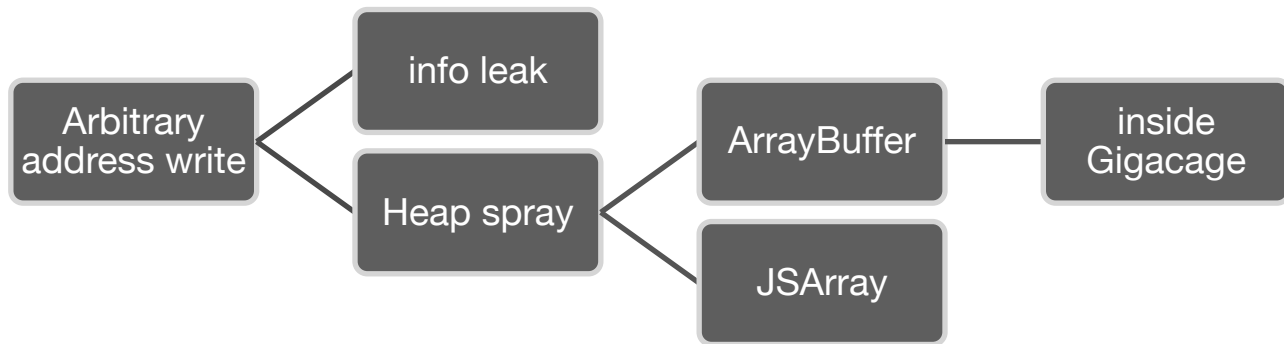 Arbitrary
address write
info leak
Heap spray
ArrayBuffer
JSArray
inside
Gigacage